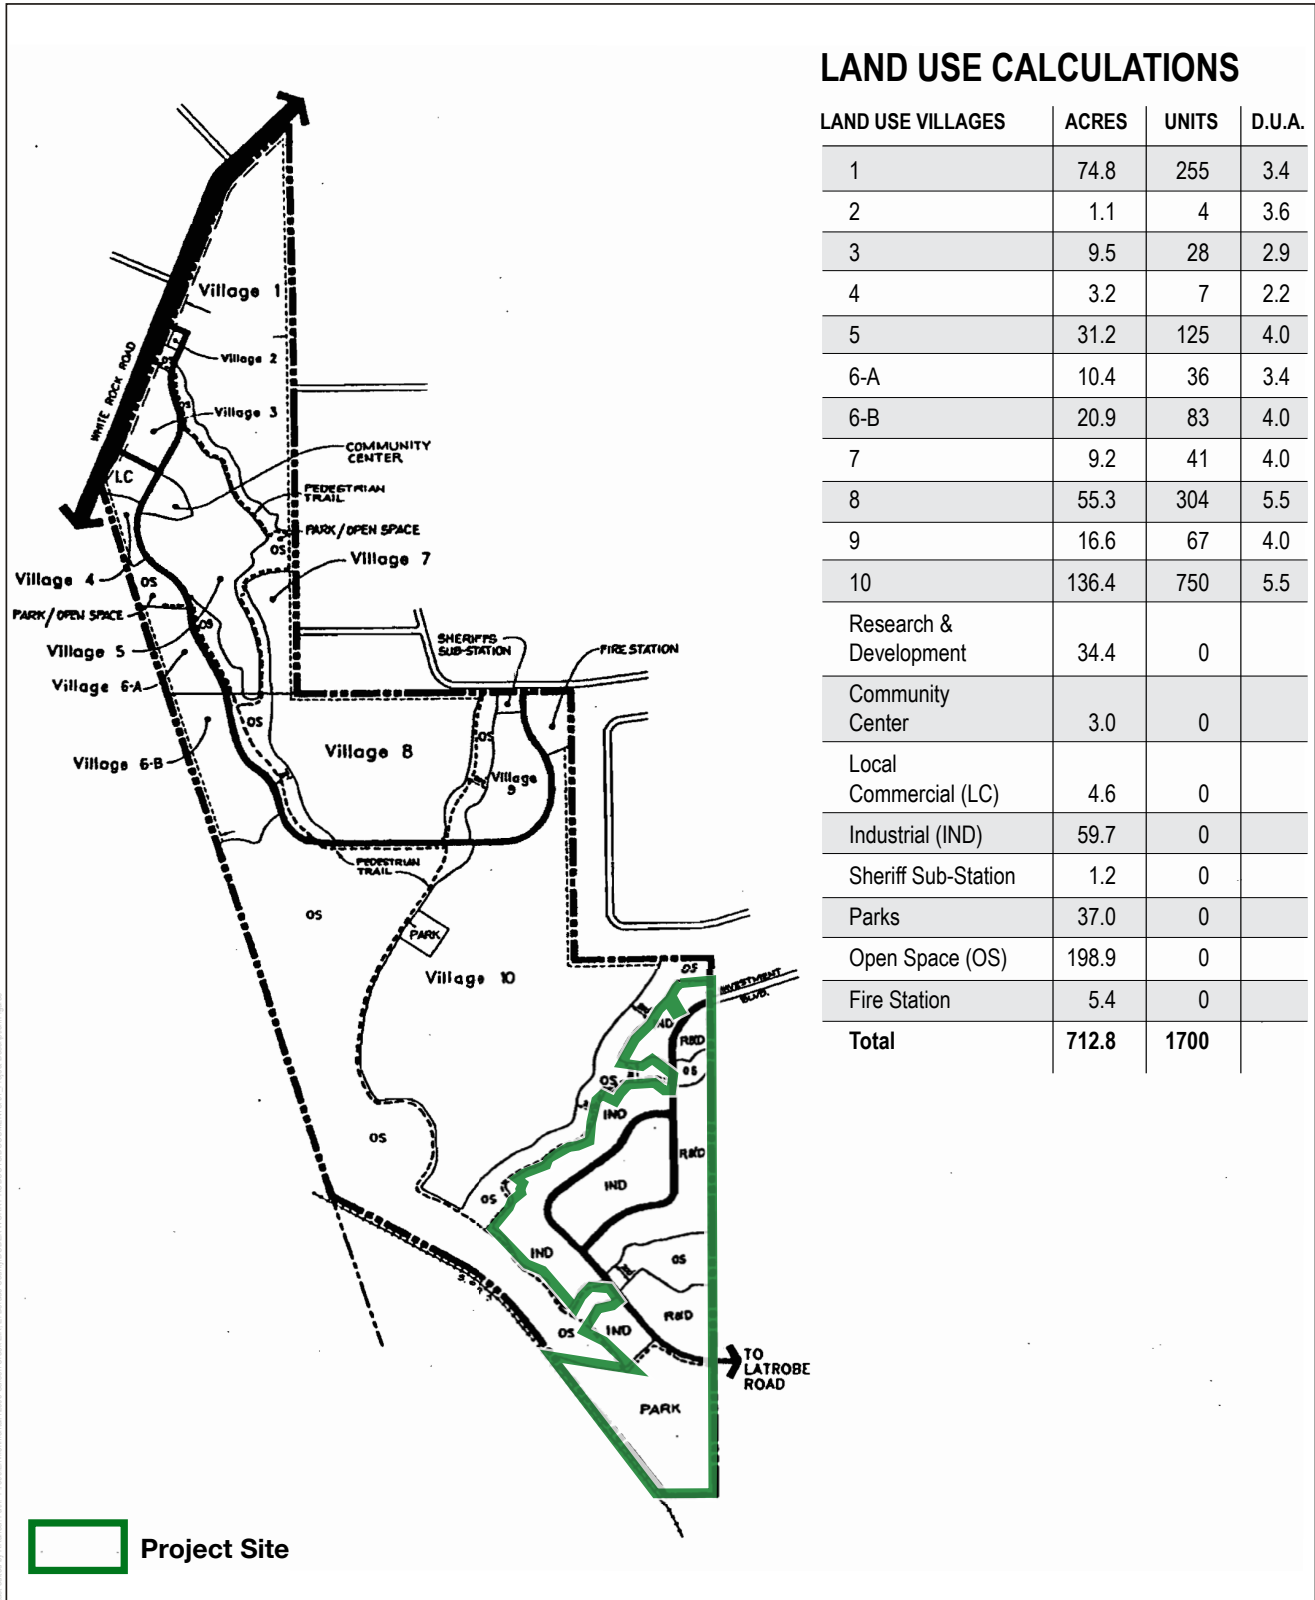 LAND USE CALCULATIONS
LAND USE VILLAGES ACRES UNITS D.U.A.
1 74.8 255 3.4
2 1.1 4 3.6
3 9.5 28 2.9
4 3.2 7 2.2
5 31.2 125 4.0
6-A 10.4 36 3.4
6-B 20.9 83 4.0
7 9.2 41 4.0
8 55.3 304 5.5
9 16.6 67 4.0
10 136.4 750 5.5
Research &
Development 34.4 0
Community
Center 3.0 0
Local
Commercial (LC) 4.6 0
Industrial (IND) 59.7 0
Sheriff Sub-Station 1.2 0
Parks 37.0 0
Open Space (OS) 198.9 0
Fire Station 5.4 0
Total 712.8 1700
WHITE ROCK ROAD
Village 1
OS
Village 2
OS
Village 3
COMMUNITY
CENTER
LC
PEDESTRIAN
TRAIL
PARK/OPEN SPACE
OS
Village 7
Village 4
OS
PARK/OPEN SPACE
OS
Village 5
Village 6-A
SHERIFFS
SUB-STATION
FIRE STATION
OS
OS
Village 8
Village 6-B
Village
9
PEDESTRIAN
TRAIL
OS
PARK
Village 10
OS
INVESTMENT
BLVD.
IND
R&D
OS
OS
IND
OS
R&D
IND
OS
IND
OS
R&D
OS
IND
TO
LATROBE
ROAD
PARK
Project Site